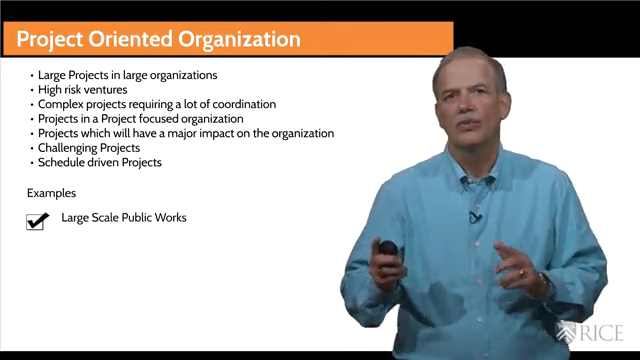 Project Oriented Organization
• Large Projects in large organizations
• High risk ventures
• Complex projects requiring a lot of coordination
• Projects in a Project focused organization
• Projects which will have a major impact on the organization
• Challenging Projects
• Schedule driven Projects
Examples
Large Scale Public Works
RICE